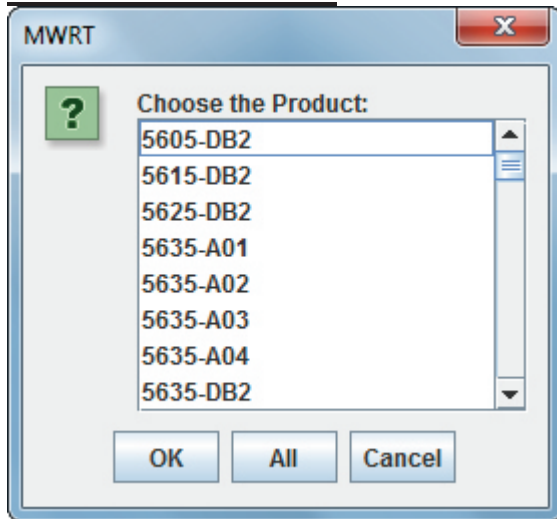 MWRT
?
Choose the Product:
5605-DB2
5615-DB2
5625-DB2
5635-A01
5635-A02
5635-A03
5635-A04
5635-DB2
OK All Cancel